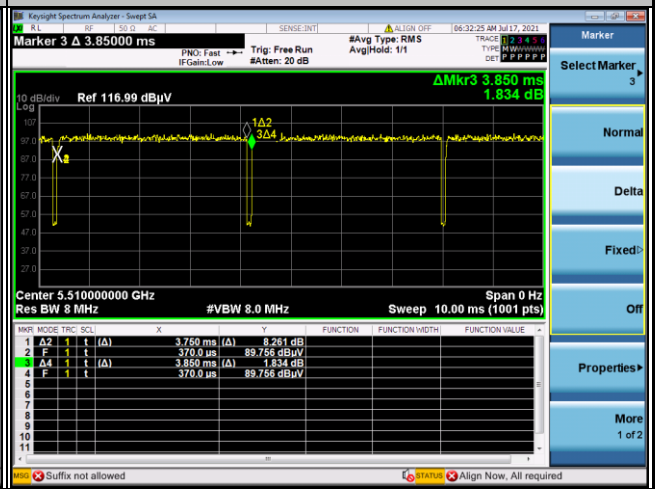 Keysight Spectrum Analyzer - Swept SA
RL RF 50 Ω AC SENSE:INT ALIGN OFF 06:32:25 AM Jul 17, 2021
Marker 3 Δ 3.85000 ms
PNO: Fast Trig: Free Run #Avg Type: RMS TRACE 1 2 3 4 5 6
IFGain:Low #Atten: 20 dB Avg|Hold: 1/1 TYPE MWWWWW
DET P P P P P P
ΔMkr3 3.850 ms
1.834 dB
10 dB/div Ref 116.99 dBµV
Log
107
97.0
87.0
77.0
67.0
57.0
47.0
37.0
27.0
1Δ2
3Δ4
Center 5.510000000 GHz Span 0 Hz
Res BW 8 MHz #VBW 8.0 MHz Sweep 10.00 ms (1001 pts)
MKR MODE TRC SCL X Y FUNCTION FUNCTION WIDTH FUNCTION VALUE
1 Δ2 1 t (Δ) 3.750 ms (Δ) 8.261 dB
2 F 1 t 370.0 µs 89.756 dBµV
3 Δ4 1 t (Δ) 3.850 ms (Δ) 1.834 dB
4 F 1 t 370.0 µs 89.756 dBµV
5
6
7
8
9
10
11
MSG Suffix not allowed STATUS Align Now, All required
Marker
Select Marker
3
Normal
Delta
Fixed
Off
Properties
More
1 of 2